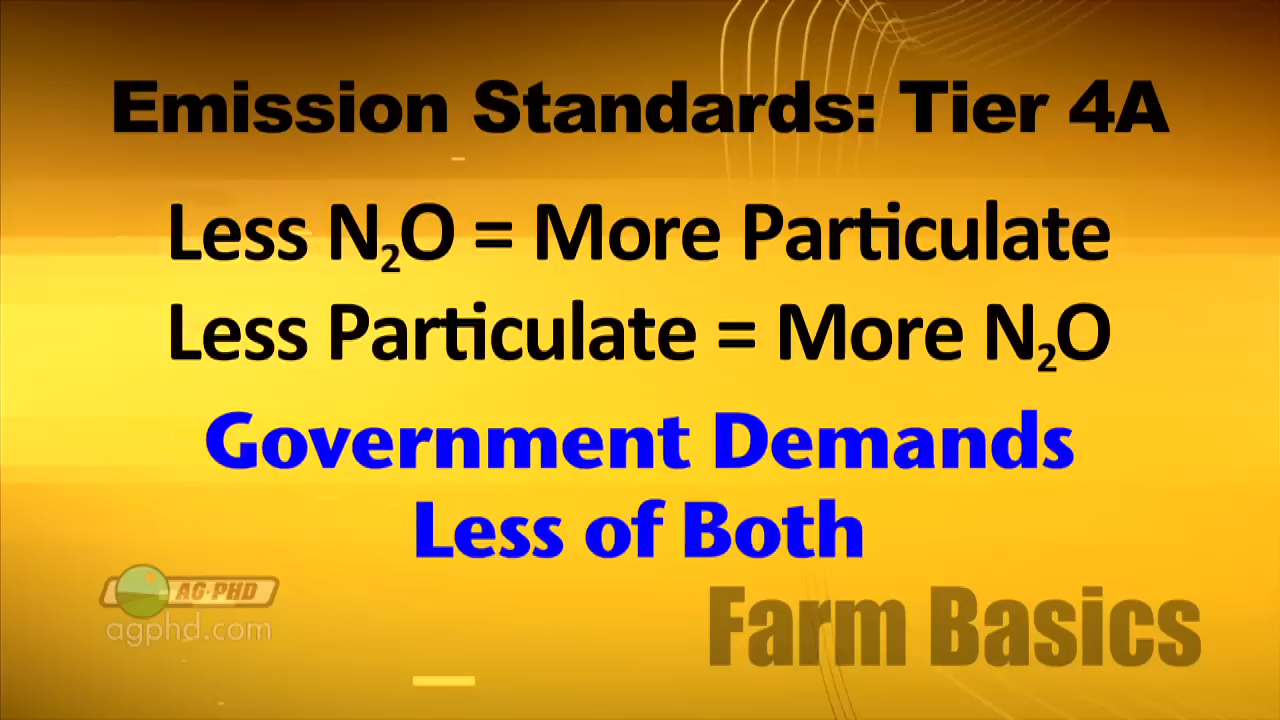 Emission Standards: Tier 4A
Less N₂O = More Particulate
Less Particulate = More N₂O
Government Demands
Less of Both
AG·PHD
agphd.com
Farm Basics